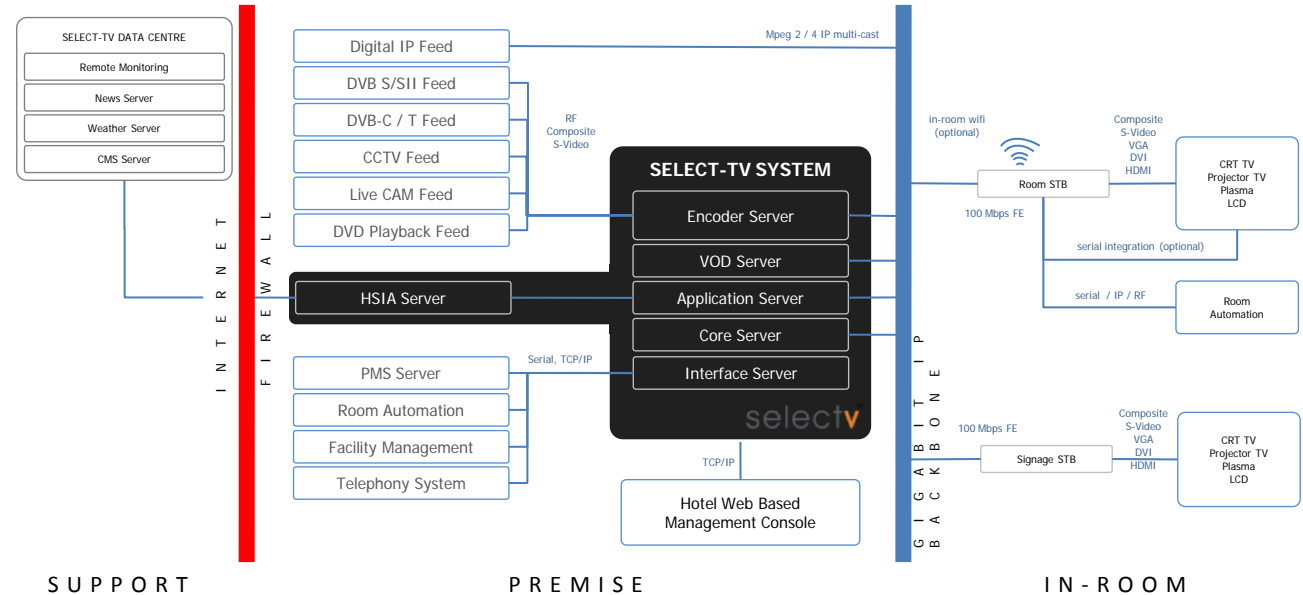 SELECT-TV DATA CENTRE
Remote Monitoring
News Server
Weather Server
CMS Server
INTERNET
FIREWALL
Digital IP Feed
DVB S/SII Feed
DVB-C / T Feed
CCTV Feed
Live CAM Feed
DVD Playback Feed
Mpeg 2 / 4 IP multi-cast
RF
Composite
S-Video
SELECT-TV SYSTEM
Encoder Server
VOD Server
HSIA Server
Application Server
Core Server
Interface Server
selectv
Serial, TCP/IP
PMS Server
Room Automation
Facility Management
Telephony System
TCP/IP
Hotel Web Based
Management Console
GIGABIT IP
BACKBONE
in-room wifi
(optional)
Room STB
100 Mbps FE
Composite
S-Video
VGA
DVI
HDMI
CRT TV
Projector TV
Plasma
LCD
serial integration (optional)
serial / IP / RF
Room
Automation
100 Mbps FE
Signage STB
Composite
S-Video
VGA
DVI
HDMI
CRT TV
Projector TV
Plasma
LCD
SUPPORT
PREMISE
IN-ROOM